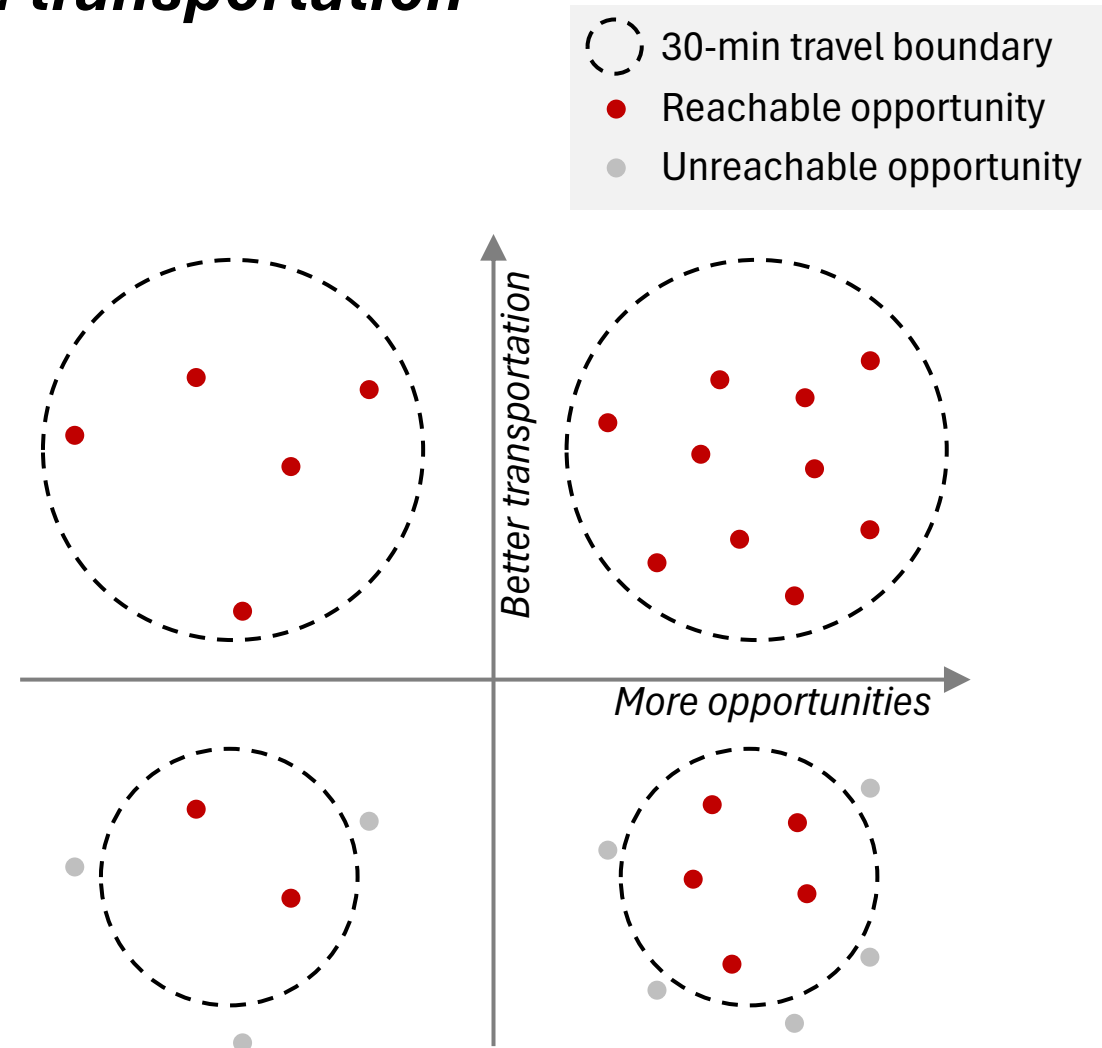 transportation
30-min travel boundary
Reachable opportunity
Unreachable opportunity
Better transportation
More opportunities